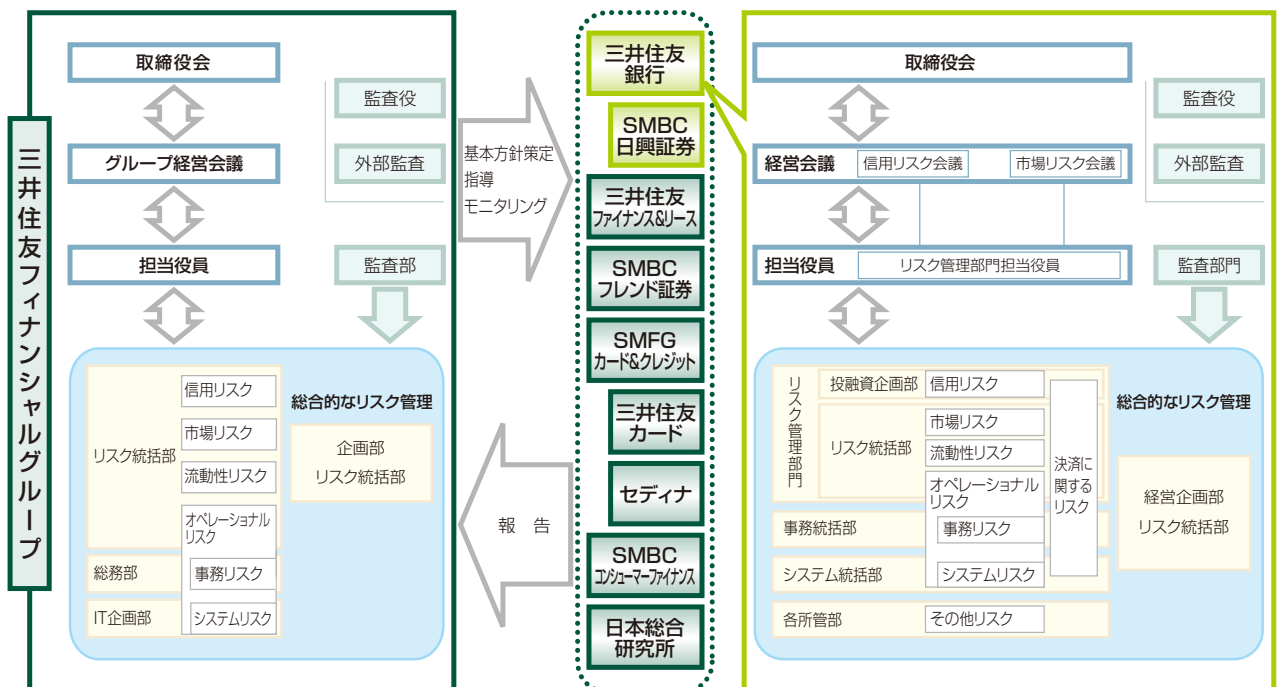 三井住友フィナンシャルグループ
取締役会
監査役
グループ経営会議
外部監査
担当役員
監査部
リスク統括部
信用リスク
市場リスク
流動性リスク
オペレーショナル
リスク
総務部
事務リスク
IT企画部
システムリスク
総合的なリスク管理
企画部
リスク統括部
基本方針策定
指導
モニタリング
報 告
三井住友
銀行
SMBC
日興証券
三井住友
ファイナンス&リース
SMBC
フレンド証券
SMFG
カード&クレジット
三井住友
カード
セディナ
SMBC
コンシューマーファイナンス
日本総合
研究所
取締役会
監査役
経営会議
信用リスク会議
市場リスク会議
外部監査
担当役員
リスク管理部門担当役員
監査部門
リスク管理部門
投融資企画部
信用リスク
リスク統括部
市場リスク
流動性リスク
オペレーショナル
リスク
事務統括部
事務リスク
システム統括部
システムリスク
各所管部
その他リスク
決済に
関する
リスク
総合的なリスク管理
経営企画部
リスク統括部